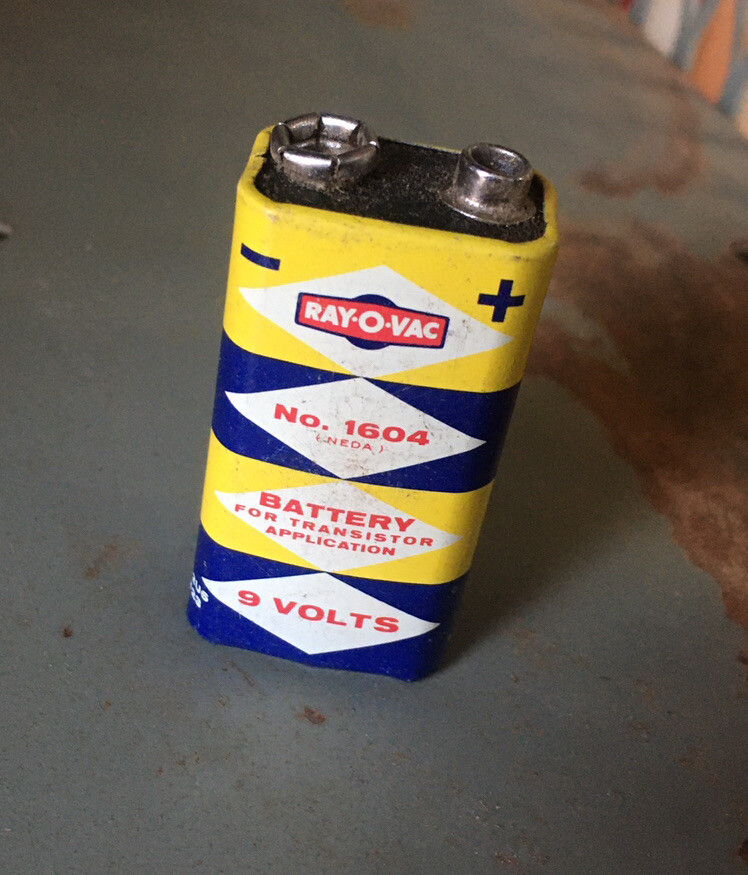 − +
RAY-O-VAC
No. 1604
(NEDA)
BATTERY
FOR TRANSISTOR
APPLICATION
9 VOLTS